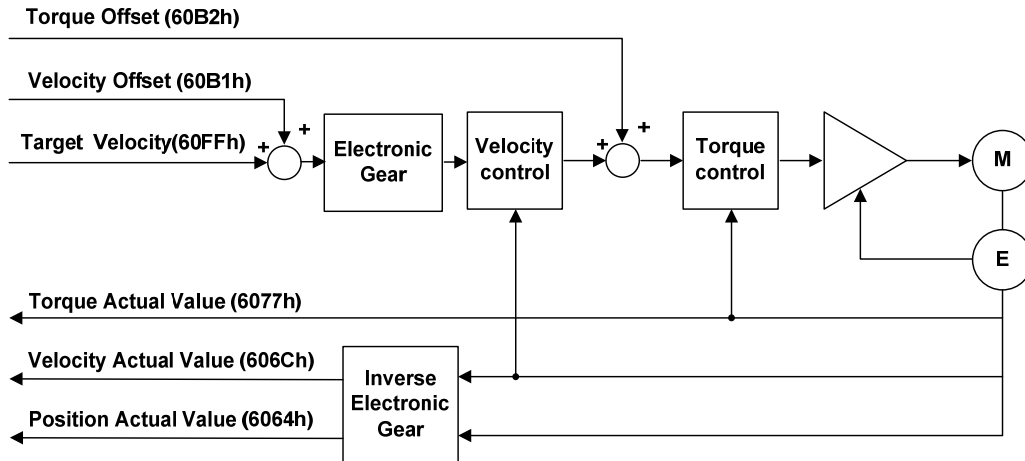 Torque Offset (60B2h)
Velocity Offset (60B1h)
+
+
Target Velocity(60FFh)
Electronic
Gear
Velocity
control
+
+
Torque
control
M
E
Torque Actual Value (6077h)
Velocity Actual Value (606Ch)
Position Actual Value (6064h)
Inverse
Electronic
Gear